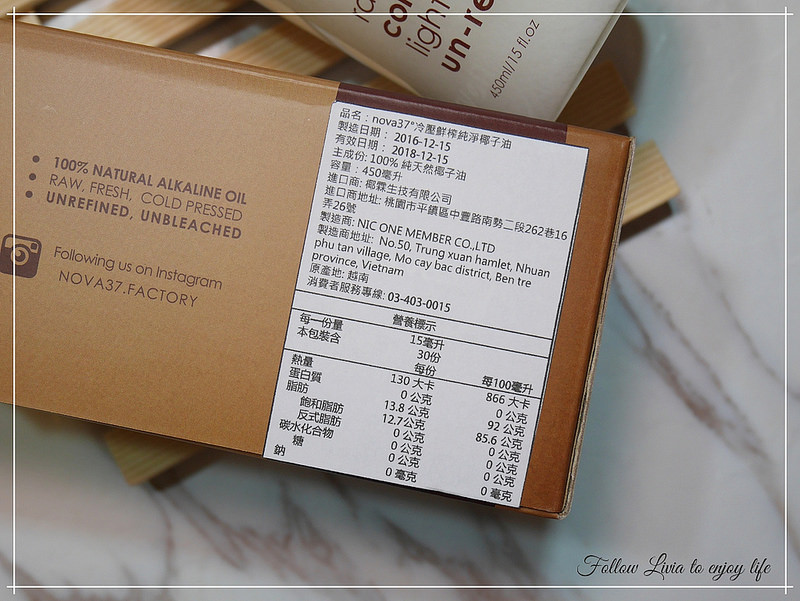 co
light
un-re
450ml/15 fl.oz
100% NATURAL ALKALINE OIL
RAW, FRESH, COLD PRESSED
UNREFINED, UNBLEACHED
Following us on Instagram
NOVA37.FACTORY
品名：nova37°冷壓鮮榨純淨椰子油
製造日期： 2016-12-15
有效日期： 2018-12-15
主成份: 100% 純天然椰子油
容量：450毫升
進口商: 椰霖生技有限公司
進口商地址: 桃園市平鎮區中豐路南勢二段262巷16
弄26號
製造商: NIC ONE MEMBER CO.,LTD
製造商地址: No.50, Trung xuan hamlet, Nhuan
phu tan village, Mo cay bac district, Ben tre
province, Vietnam
原產地: 越南
消費者服務專線: 03-403-0015
營養標示
每一份量 15毫升
本包裝含 30份
每份 每100毫升
熱量 130 大卡 866 大卡
蛋白質 0 公克 0 公克
脂肪 13.8 公克 92 公克
飽和脂肪 12.7公克 85.6 公克
反式脂肪 0 公克 0 公克
碳水化合物 0 公克 0 公克
糖 0 公克 0 公克
鈉 0 毫克 0 毫克
Follow Livia to enjoy life